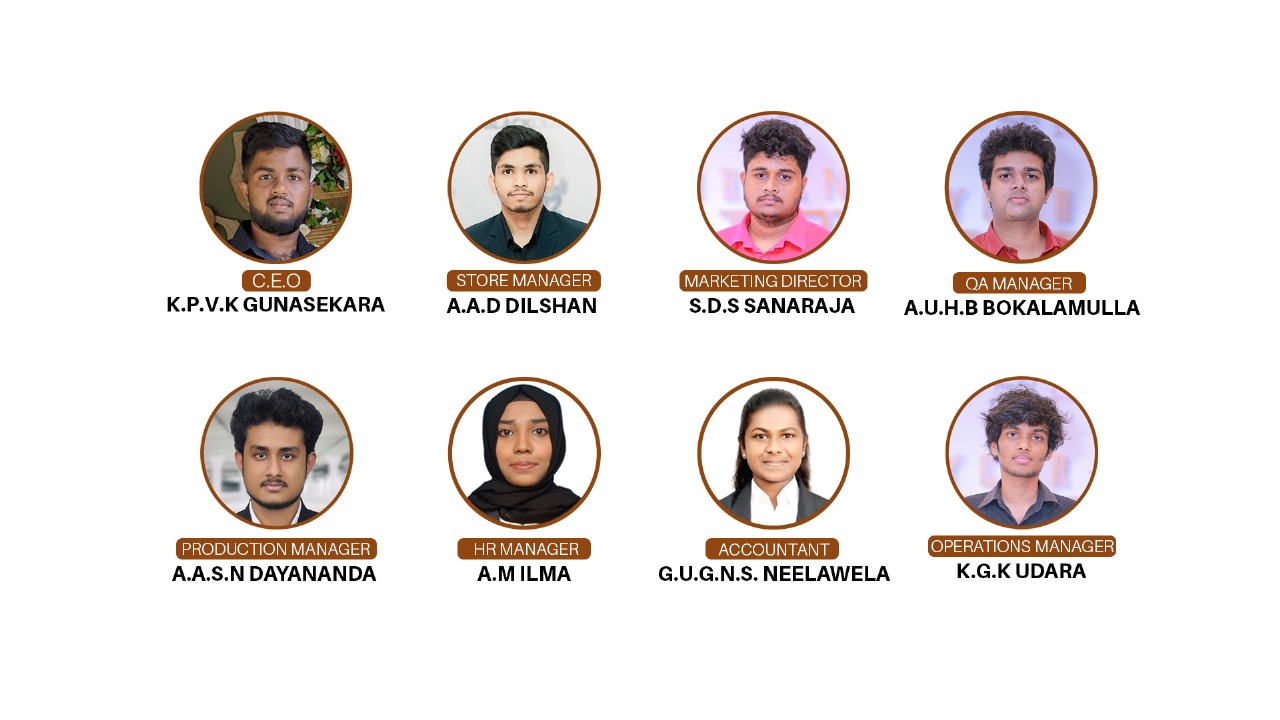 C.E.O
K.P.V.K GUNASEKARA
STORE MANAGER
A.A.D DILSHAN
MARKETING DIRECTOR
S.D.S SANARAJA
QA MANAGER
A.U.H.B BOKALAMULLA
PRODUCTION MANAGER
A.A.S.N DAYANANDA
HR MANAGER
A.M ILMA
ACCOUNTANT
G.U.G.N.S. NEELAWELA
OPERATIONS MANAGER
K.G.K UDARA